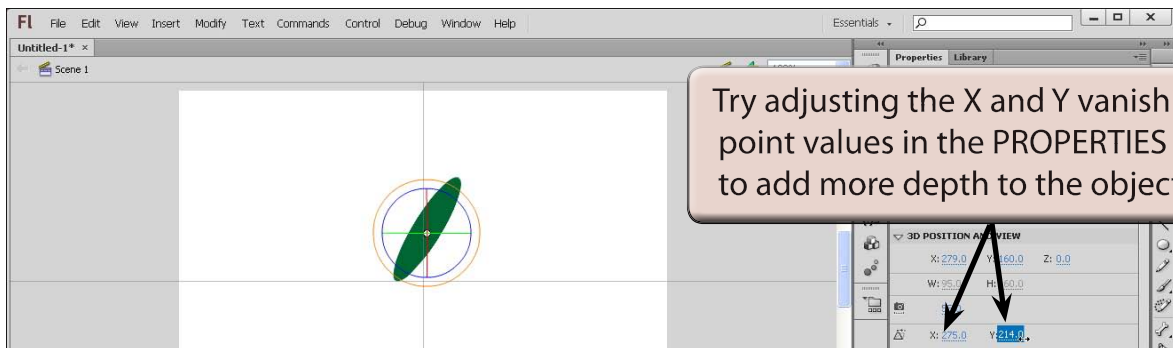 Fl File Edit View Insert Modify Text Commands Control Debug Window Help Essentials
Untitled-1* ×
Scene 1
Properties Library
Try adjusting the X and Y vanish
point values in the PROPERTIES
to add more depth to the object
3D POSITION AND VIEW
X: 279.0 Y: 160.0 Z: 0.0
W: 95.0 H:
X: 275.0 Y: 214.0